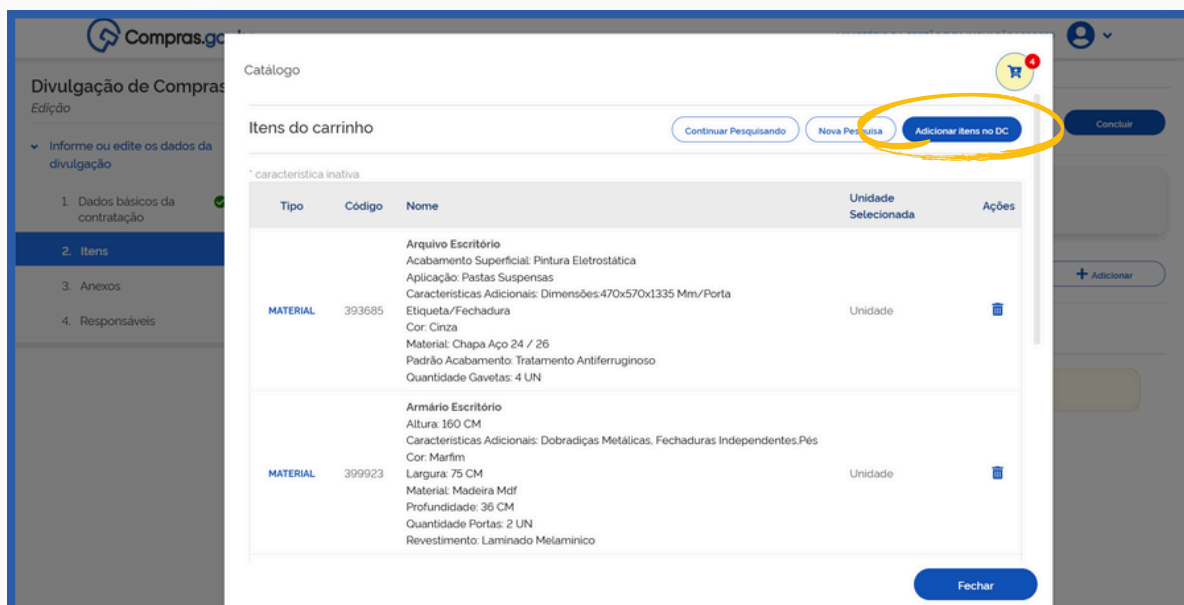 Compras.go
Divulgação de Compras
Edição
Informe ou edite os dados da
divulgação
1. Dados básicos da
contratação
2. Itens
3. Anexos
4. Responsáveis
Catálogo
4
Itens do carrinho
Continuar Pesquisando
Nova Pesquisa
Adicionar itens no DC
Concluir
* característica inativa
Tipo
Código
Nome
Unidade
Selecionada
Ações
Arquivo Escritório
Acabamento Superficial: Pintura Eletrostática
Aplicação: Pastas Suspensas
Características Adicionais: Dimensões:470x570x1335 Mm/Porta
Etiqueta/Fechadura
Cor: Cinza
Material: Chapa Aço 24 / 26
Padrão Acabamento: Tratamento Antiferruginoso
Quantidade Gavetas: 4 UN
MATERIAL
393685
Unidade
Adicionar
Armário Escritório
Altura: 160 CM
Características Adicionais: Dobradiças Metálicas, Fechaduras Independentes,Pés
Cor: Marfim
Largura: 75 CM
Material: Madeira Mdf
Profundidade: 36 CM
Quantidade Portas: 2 UN
Revestimento: Laminado Melamínico
MATERIAL
399923
Unidade
Fechar